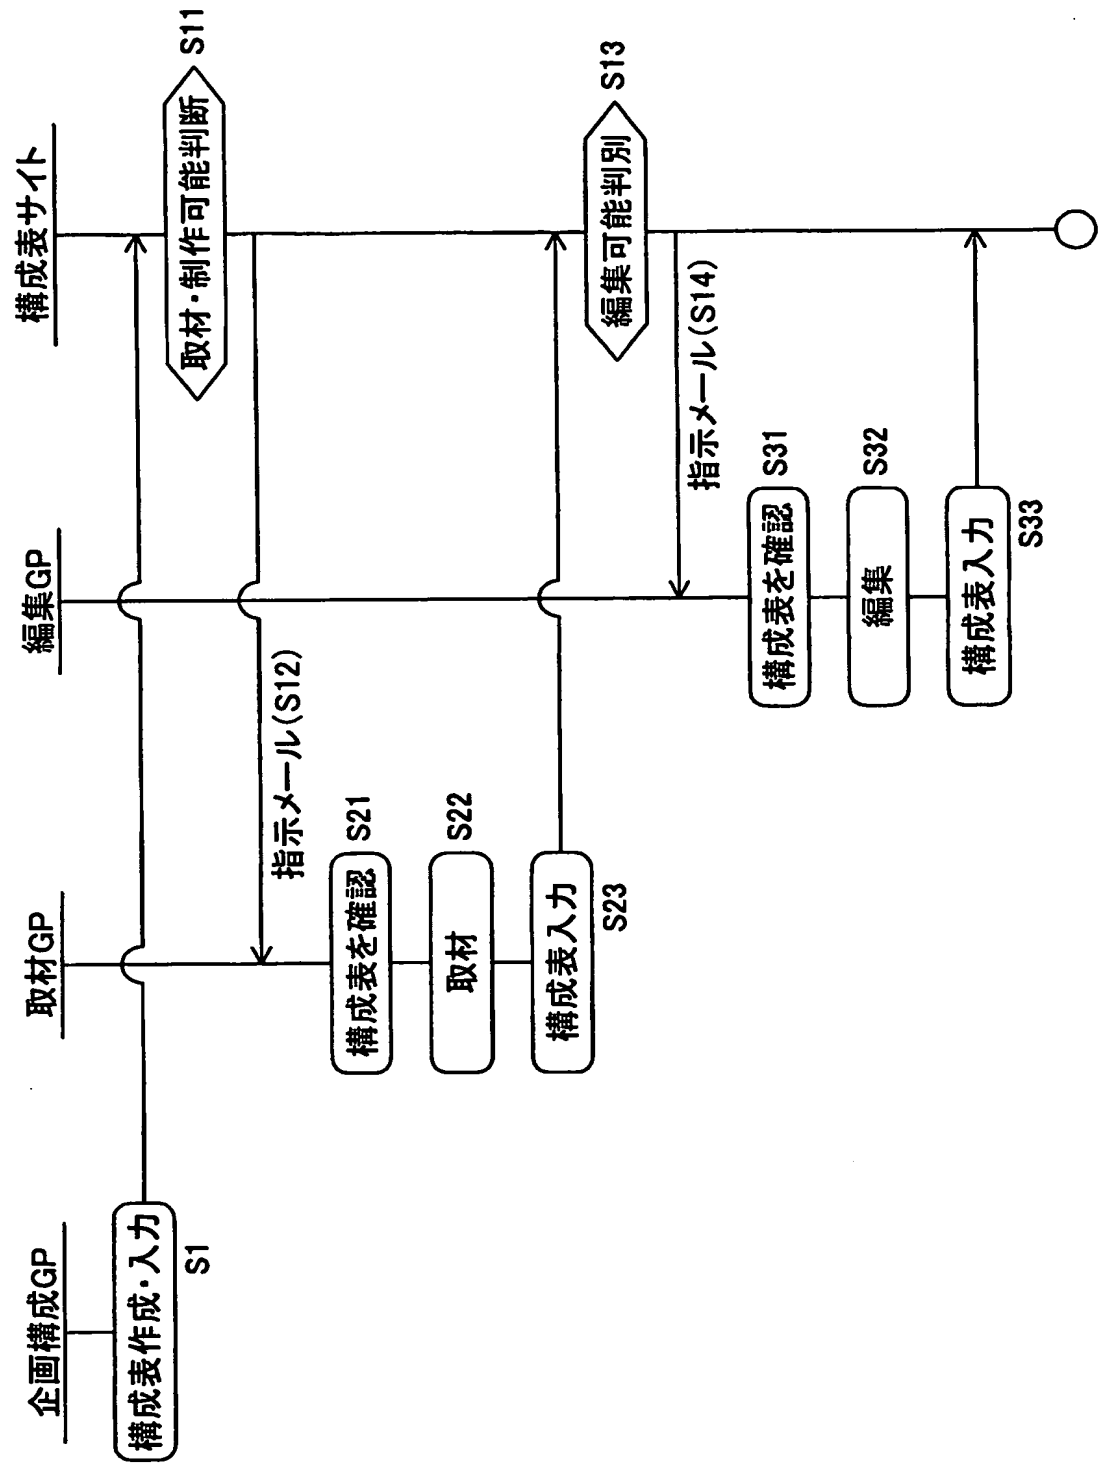 企画構成GP
取材GP
編集GP
構成表サイト
構成表作成・入力
S1
取材・制作可能判断
S11
指示メール(S12)
構成表を確認
S21
取材
S22
構成表入力
S23
編集可能判別
S13
指示メール(S14)
構成表を確認
S31
編集
S32
構成表入力
S33